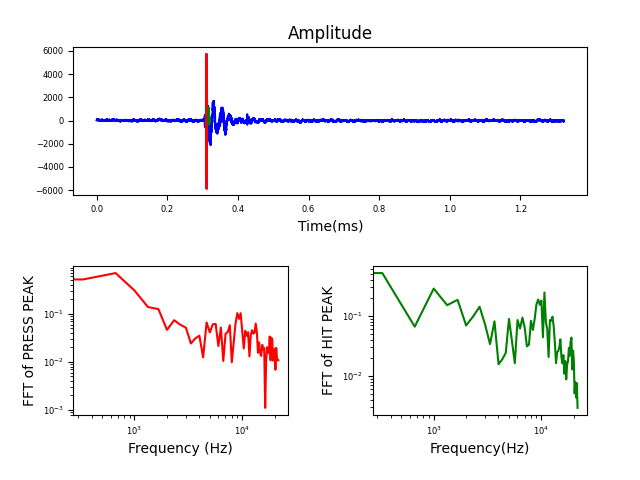 Amplitude
6000
4000
2000
0
−2000
−4000
−6000
0.0 0.2 0.4 0.6 0.8 1.0 1.2
Time(ms)
FFT of PRESS PEAK
10⁻¹
10⁻²
10⁻³
10³ 10⁴
Frequency (Hz)
FFT of HIT PEAK
10⁻¹
10⁻²
10³ 10⁴
Frequency(Hz)